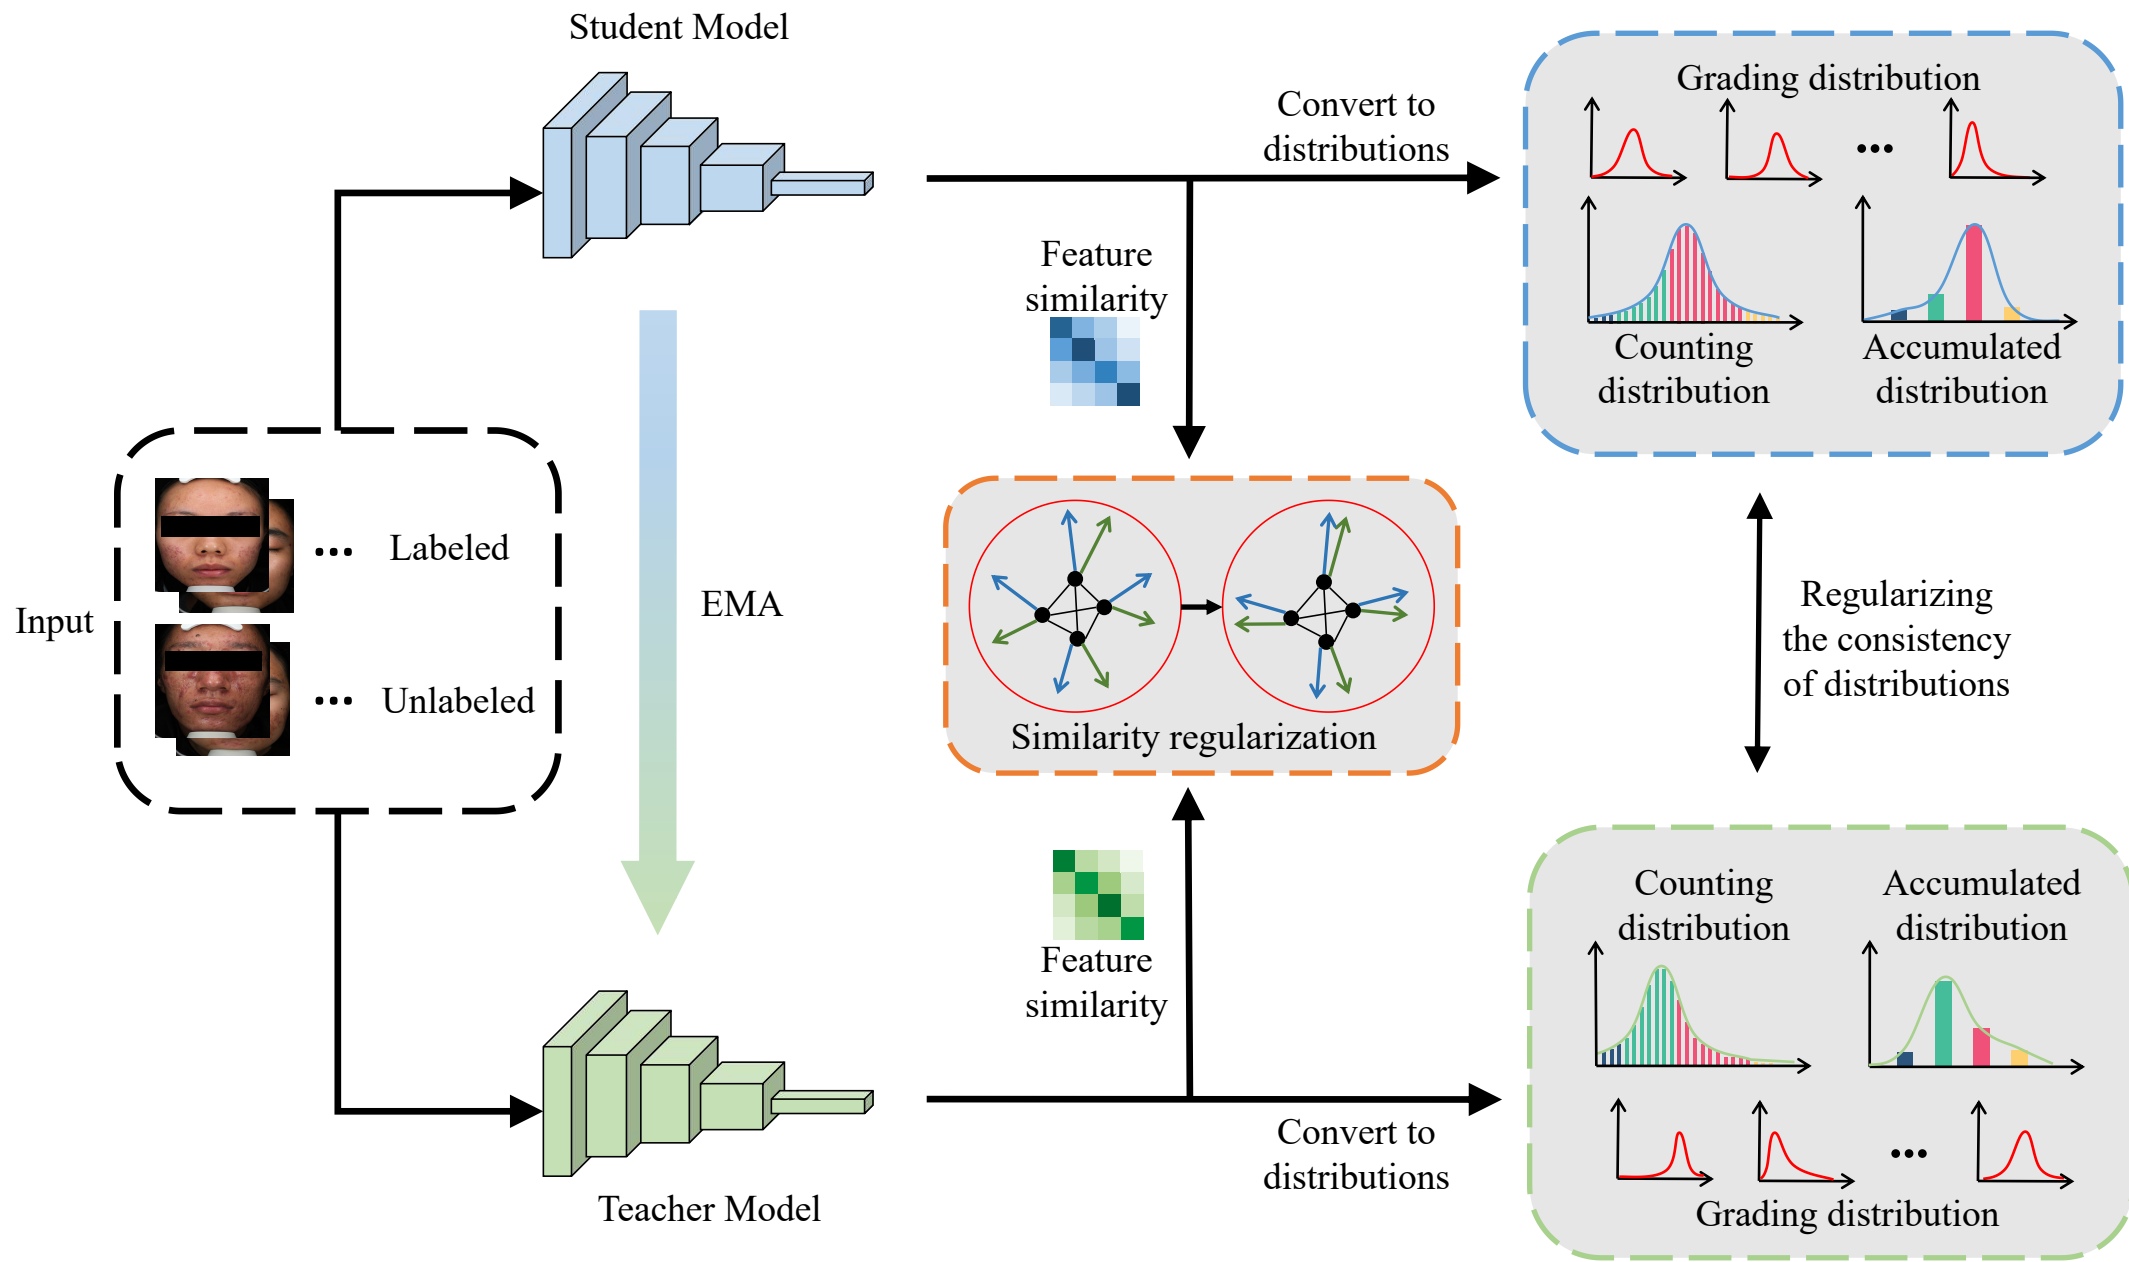 Student Model
Convert to
distributions
Grading distribution
Feature
similarity
Counting
distribution
Accumulated
distribution
Input
Labeled
Unlabeled
EMA
Similarity regularization
Regularizing
the consistency
of distributions
Feature
similarity
Counting
distribution
Accumulated
distribution
Convert to
distributions
Teacher Model
Grading distribution